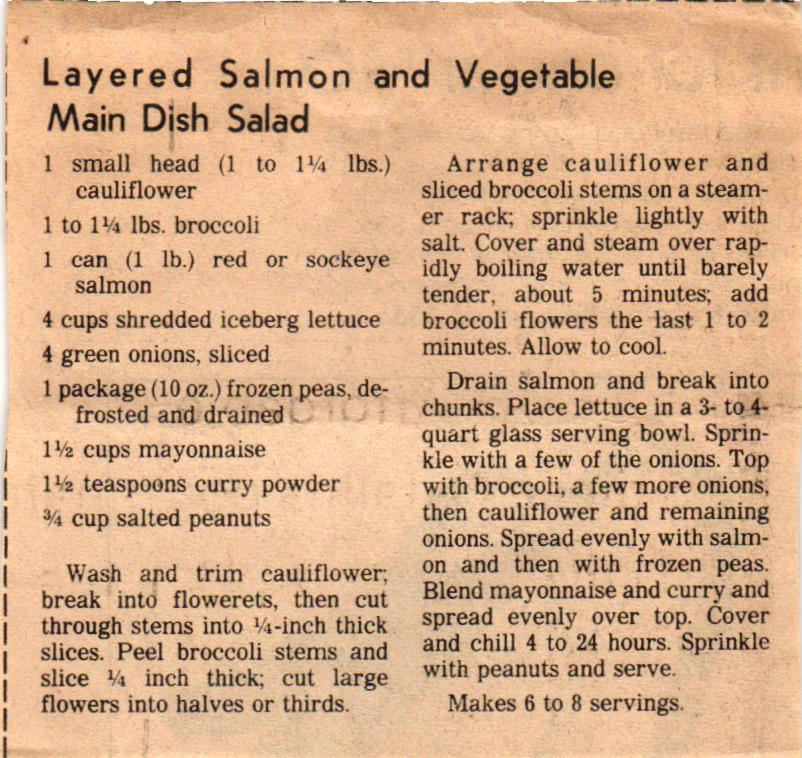 Layered Salmon and Vegetable
Main Dish Salad
1 small head (1 to 1¼ lbs.)
cauliflower
1 to 1¼ lbs. broccoli
1 can (1 lb.) red or sockeye
salmon
4 cups shredded iceberg lettuce
4 green onions, sliced
1 package (10 oz.) frozen peas, de-
frosted and drained
1½ cups mayonnaise
1½ teaspoons curry powder
¾ cup salted peanuts
Wash and trim cauliflower;
break into flowerets, then cut
through stems into ¼-inch thick
slices. Peel broccoli stems and
slice ¼ inch thick; cut large
flowers into halves or thirds.
Arrange cauliflower and
sliced broccoli stems on a steam-
er rack; sprinkle lightly with
salt. Cover and steam over rap-
idly boiling water until barely
tender, about 5 minutes; add
broccoli flowers the last 1 to 2
minutes. Allow to cool.
Drain salmon and break into
chunks. Place lettuce in a 3- to 4-
quart glass serving bowl. Sprin-
kle with a few of the onions. Top
with broccoli, a few more onions,
then cauliflower and remaining
onions. Spread evenly with salm-
on and then with frozen peas.
Blend mayonnaise and curry and
spread evenly over top. Cover
and chill 4 to 24 hours. Sprinkle
with peanuts and serve.
Makes 6 to 8 servings.